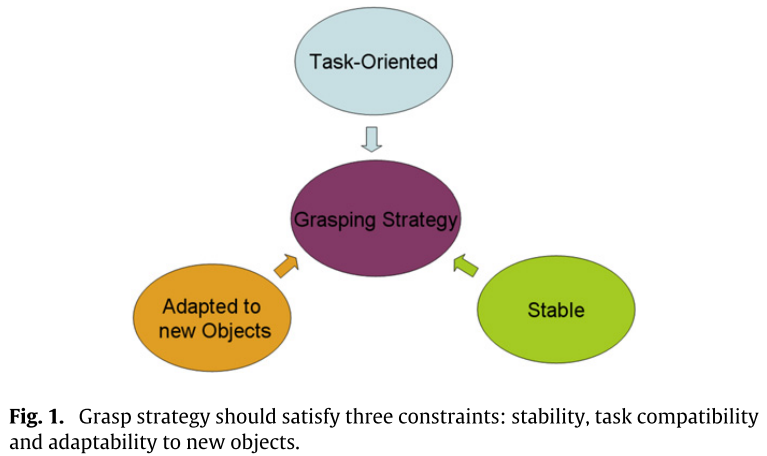 Task-Oriented
Grasping Strategy
Adapted to
new Objects
Stable
Fig. 1. Grasp strategy should satisfy three constraints: stability, task compatibility
and adaptability to new objects.